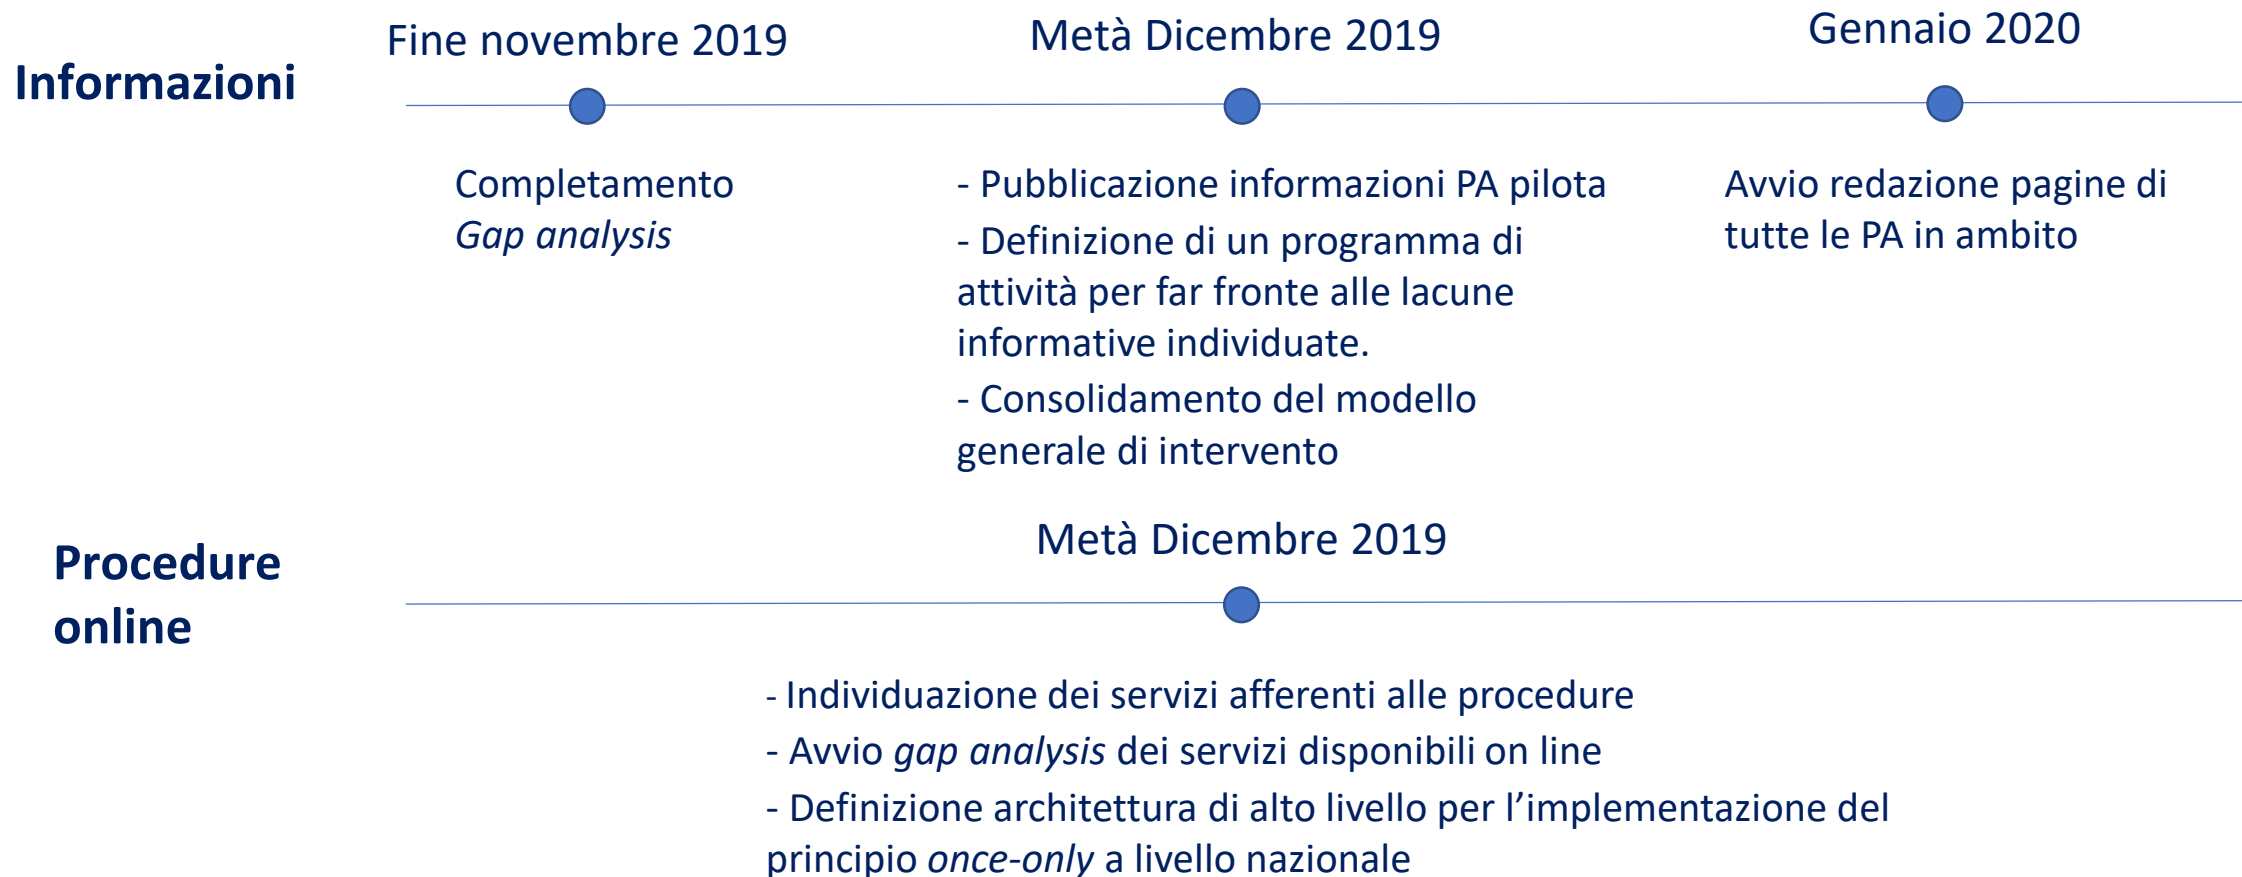 Informazioni
Fine novembre 2019
Metà Dicembre 2019
Gennaio 2020
Completamento
Gap analysis
- Pubblicazione informazioni PA pilota
- Definizione di un programma di
attività per far fronte alle lacune
informative individuate.
- Consolidamento del modello
generale di intervento
Avvio redazione pagine di
tutte le PA in ambito
Procedure
online
Metà Dicembre 2019
- Individuazione dei servizi afferenti alle procedure
- Avvio gap analysis dei servizi disponibili on line
- Definizione architettura di alto livello per l’implementazione del
principio once-only a livello nazionale